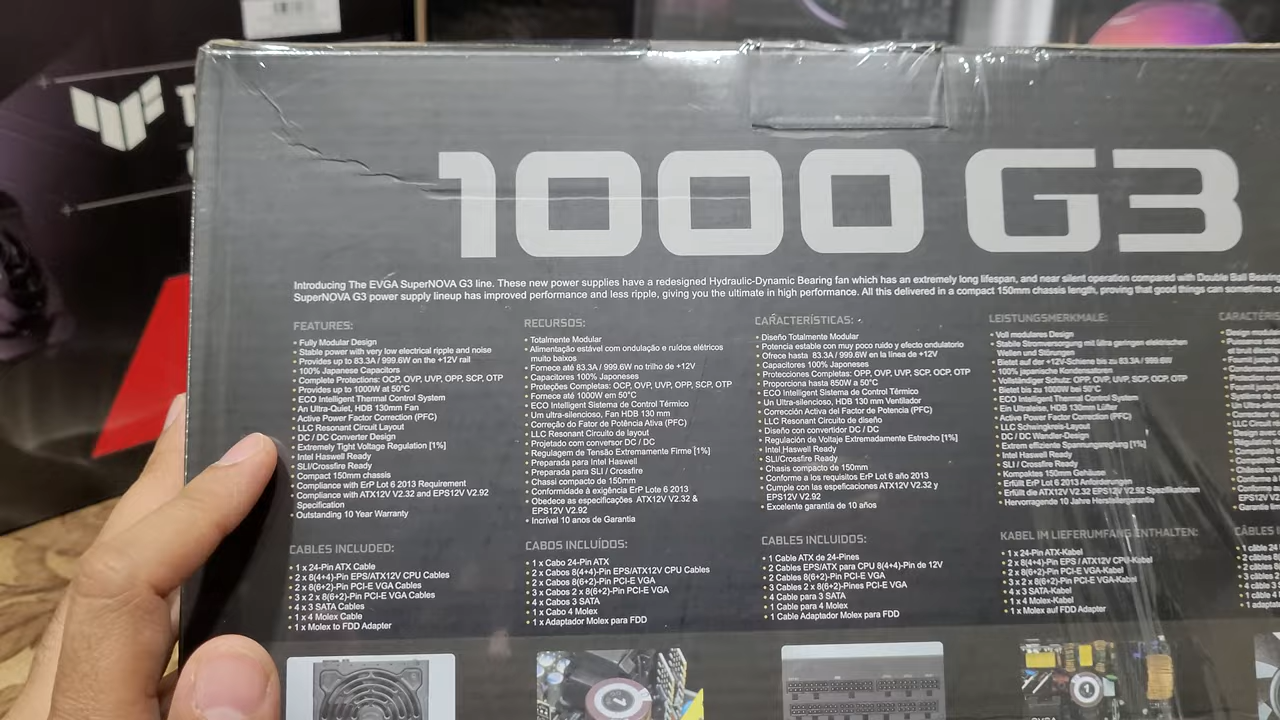 1000 G3
Introducing The EVGA SuperNOVA G3 line. These new power supplies have a redesigned Hydraulic-Dynamic Bearing fan which has an extremely long lifespan, and near silent operation compared with Double Ball
SuperNOVA G3 power supply lineup has improved performance and less ripple, giving you the ultimate in high performance. All this delivered in a compact 150mm chassis length, proving that good things can sometimes
FEATURES:
• Fully Modular Design
• Stable power with very low electrical ripple and noise
• Provides up to 83.3A / 999.6W on the +12V rail
• 100% Japanese Capacitors
• Complete Protections: OCP, OVP, UVP, OPP, SCP, OTP
• Provides up to 1000W at 50°C
• ECO Intelligent Thermal Control System
• An Ultra-Quiet, HDB 130mm Fan
• Active Power Factor Correction (PFC)
• LLC Resonant Circuit Layout
• DC / DC Converter Design
• Extremely Tight Voltage Regulation [1%]
• Intel Haswell Ready
• SLI/Crossfire Ready
• Compact 150mm chassis
• Compliance with ErP Lot 6 2013 Requirement
• Compliance with ATX12V V2.32 and EPS12V V2.92
Specification
• Outstanding 10 Year Warranty
CABLES INCLUDED:
• 1 x 24-Pin ATX Cable
• 2 x 8(4+4)-Pin EPS/ATX12V CPU Cables
• 2 x 8(6+2)-Pin PCI-E VGA Cables
• 3 x 2 x 8(6+2)-Pin PCI-E VGA Cables
• 4 x 3 SATA Cables
• 1 x 4 Molex Cable
• 1 x Molex to FDD Adapter
RECURSOS:
• Totalmente Modular
• Alimentação estável com ondulação e ruídos elétricos
muito baixos
• Fornece até 83.3A / 999.6W no trilho de +12V
• Capacitores 100% Japoneses
• Proteções Completas: OCP, OVP, UVP, OPP, SCP, OTP
• Fornece até 1000W em 50°C
• ECO Intelligent Sistema de Control Térmico
• Um ultra-silencioso, Fan HDB 130 mm
• Correção do Fator de Potência Ativa (PFC)
• LLC Resonant Circuito de layout
• Projetado com conversor DC / DC
• Regulagem de Tensão Extremamente Firme [1%]
• Preparada para Intel Haswell
• Preparada para SLI / Crossfire
• Chassi compacto de 150mm
• Conformidade à exigência ErP Lote 6 2013
• Obedece as especificações ATX12V V2.32 &
EPS12V V2.92
• Incrível 10 anos de Garantia
CABOS INCLUÍDOS:
• 1 x Cabo 24-Pin ATX
• 2 x Cabos 8(4+4)-Pin EPS/ATX12V CPU Cables
• 2 x Cabos 8(6+2)-Pin PCI-E VGA
• 3 x Cabos 2 x 8(6+2)-Pin PCI-E VGA
• 4 x Cabos 3 SATA
• 1 x Cabo 4 Molex
• 1 x Adaptador Molex para FDD
CARACTERÍSTICAS:
• Diseño Totalmente Modular
• Potencia estable con muy poco ruido y efecto ondulatorio
• Ofrece hasta 83.3A / 999.6W en la línea de +12V
• Capacitores 100% Japoneses
• Protecciones Completas: OCP, OVP, UVP, OPP, SCP, OTP
• Proporciona hasta 850W a 50°C
• ECO Intelligent Sistema de Control Térmico
• Un Ultra-silencioso, HDB 130 mm Ventilador
• Corrección Activa del Factor de Potencia (PFC)
• LLC Resonant Circuito de diseño
• Diseño con convertidor DC / DC
• Regulación de Voltaje Extremadamente Estrecho [1%]
• Intel Haswell Ready
• SLI/Crossfire Ready
• Chasis compacto de 150mm
• Conforme a los requisitos ErP Lot 6 año 2013
• Cumple con las espeficaciones ATX12V V2.32 y
EPS12V V2.92
• Excelente garantía de 10 años
CABLES INCLUIDOS:
• 1 Cable ATX de 24-Pines
• 2 Cables EPS/ATX para CPU 8(4+4)-Pin de 12V
• 2 Cables 8(6+2)-Pin PCI-E VGA
• 3 Cables 2 x 8(6+2)-Pines PCI-E VGA
• 4 Cable para 3 SATA
• 1 Cable para 4 Molex
• 1 Cable Adaptador Molex para FDD
LEISTUNGSMERKMALE:
• Voll modulares Design
• Stabile Stromversorgung mit ultra geringen elektrischen
Wellen und Störungen
• Bietet auf der +12V-Schiene bis zu 83.3A / 999.6W
• 100% japanische Kondensatoren
• Vollständiger Schutz: OPP, OVP, UVP, SCP, OCP, OTP
• Bietet bis zu 1000W bei 50°C
• ECO Intelligent Thermal Control System
• Ein Ultraleise, HDB 130mm Lüfter
• Active Power Factor Correction (PFC)
• LLC Schwingkreis-Layout
• DC / DC Wandler-Design
• Extrem effiziente Spannungsregelung [1%]
• Intel Haswell Ready
• SLI / Crossfire Ready
• Kompaktes 150mm Gehäuse
• Erfüllt ErP Lot 6 2013 Anforderungen
• Erfüllt die ATX12V V2.32 EPS12V V2.92 Spezifikationen
• Hervorragende 10 Jahre Herstellergarantie
KABEL IM LIEFERUMFANG ENTHALTEN:
• 1 x 24-Pin ATX-Kabel
• 2 x 8(4+4)-Pin EPS / ATX12V CPU-Kabel
• 2 x 8(6+2)-Pin PCI-E VGA-Kabel
• 3 x 2 x 8(6+2)-Pin PCI-E VGA-Kabel
• 4 x 3 SATA-Kabel
• 1 x 4 Molex-Kabel
• 1 x Molex auf FDD Adapter